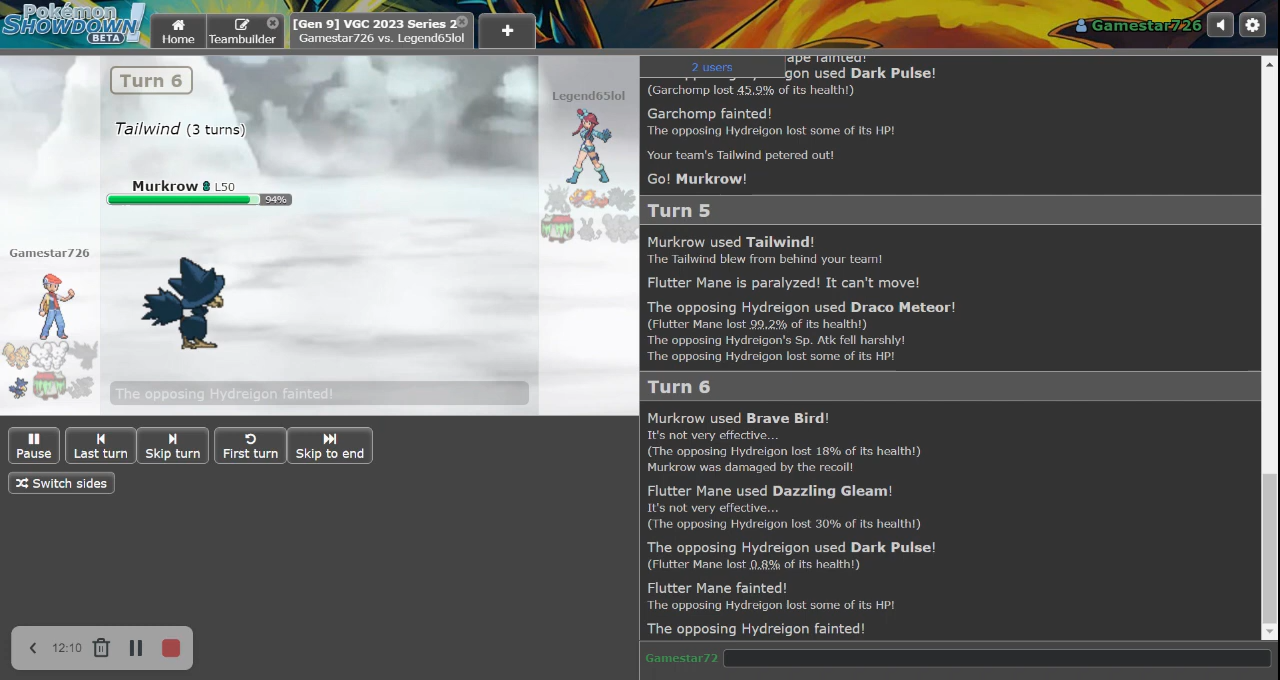 Pokémon
SHOWDOWN!
BETA
Home
Teambuilder
[Gen 9] VGC 2023 Series 2
Gamestar726 vs. Legend65lol
+
Gamestar726
Turn 6
Tailwind (3 turns)
Murkrow L50
94%
Gamestar726
Legend65lol
The opposing Hydreigon fainted!
Pause
Last turn
Skip turn
First turn
Skip to end
Switch sides
12:10
2 users
fainted!
used Dark Pulse!
(Garchomp lost 45.9% of its health!)
Garchomp fainted!
The opposing Hydreigon lost some of its HP!
Your team's Tailwind petered out!
Go! Murkrow!
Turn 5
Murkrow used Tailwind!
The Tailwind blew from behind your team!
Flutter Mane is paralyzed! It can't move!
The opposing Hydreigon used Draco Meteor!
(Flutter Mane lost 99.2% of its health!)
The opposing Hydreigon's Sp. Atk fell harshly!
The opposing Hydreigon lost some of its HP!
Turn 6
Murkrow used Brave Bird!
It's not very effective...
(The opposing Hydreigon lost 18% of its health!)
Murkrow was damaged by the recoil!
Flutter Mane used Dazzling Gleam!
It's not very effective...
(The opposing Hydreigon lost 30% of its health!)
The opposing Hydreigon used Dark Pulse!
(Flutter Mane lost 0.8% of its health!)
Flutter Mane fainted!
The opposing Hydreigon lost some of its HP!
The opposing Hydreigon fainted!
Gamestar72